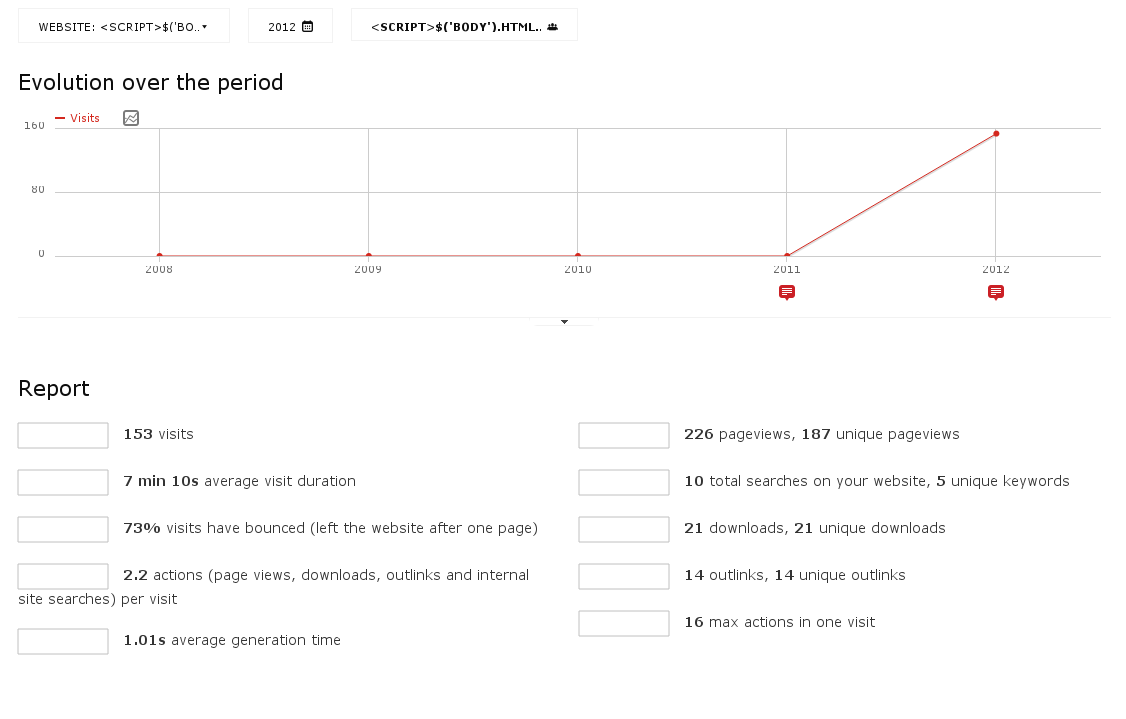 WEBSITE: <SCRIPT>$('BO..
2012
<SCRIPT>$('BODY').HTML..
Evolution over the period
Visits
160
80
0
2008 2009 2010 2011 2012
Report
153 visits
7 min 10s average visit duration
73% visits have bounced (left the website after one page)
2.2 actions (page views, downloads, outlinks and internal
site searches) per visit
1.01s average generation time
226 pageviews, 187 unique pageviews
10 total searches on your website, 5 unique keywords
21 downloads, 21 unique downloads
14 outlinks, 14 unique outlinks
16 max actions in one visit